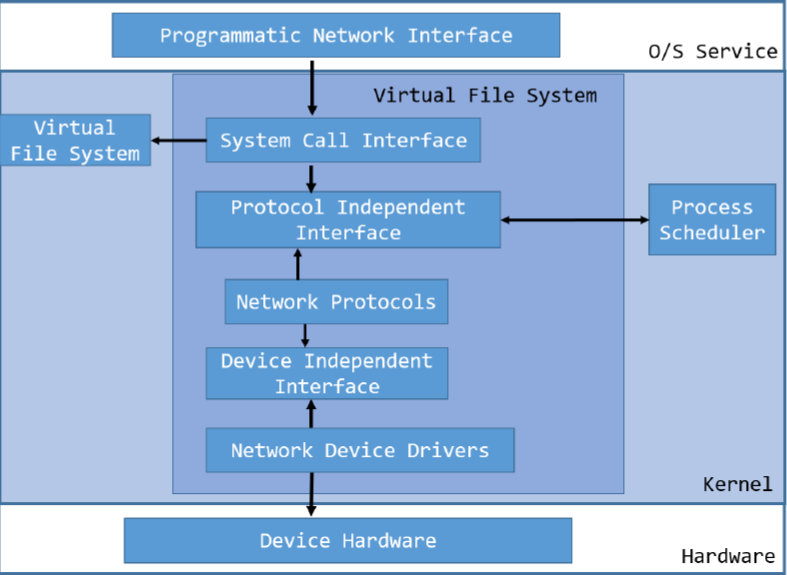 Programmatic Network Interface
O/S Service
Virtual File System
Virtual
File System
System Call Interface
Protocol Independent
Interface
Process
Scheduler
Network Protocols
Device Independent
Interface
Network Device Drivers
Kernel
Device Hardware
Hardware